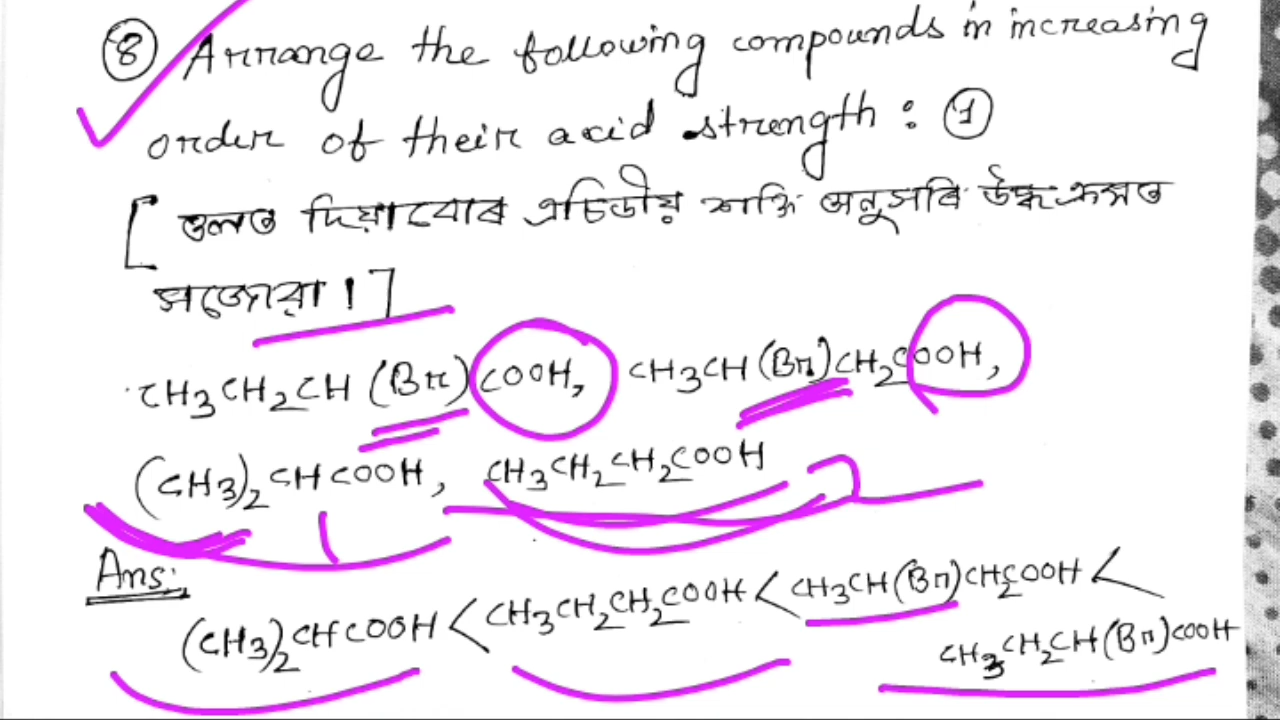 ⑧ Arrange the following compounds in increasing
order of their acid strength : ①
[ তলত দিয়াবোৰ এচিডীয় শক্তি অনুসৰি উৰ্দ্ধক্ৰমত
সজোৱা ।]
CH3CH2CH (Br) COOH, CH3CH (Br) CH2COOH,
(CH3)2 CHCOOH, CH3CH2CH2COOH
Ans:
(CH3)2CHCOOH < CH3CH2CH2COOH < CH3CH(Br)CH2COOH <
CH3CH2CH(Br)COOH